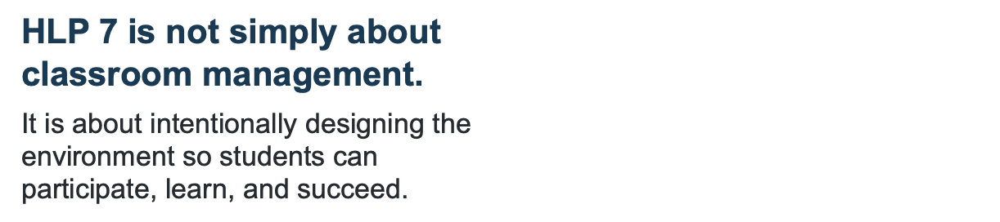 HLP 7 is not simply about
classroom management.
It is about intentionally designing the
environment so students can
participate, learn, and succeed.